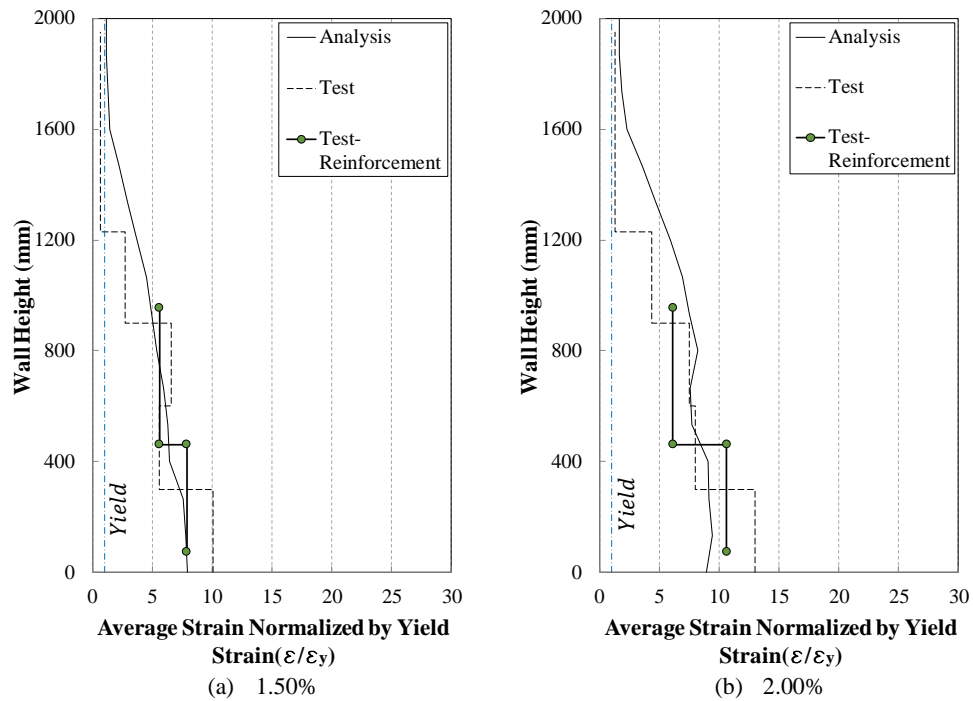 2000
1600
1200
800
400
0
Wall Height (mm)
Analysis
Test
Test-
Reinforcement
Yield
0 5 10 15 20 25 30
Average Strain Normalized by Yield
Strain(ε/εy)
(a) 1.50%
2000
1600
1200
800
400
0
Wall Height (mm)
Analysis
Test
Test-
Reinforcement
Yield
0 5 10 15 20 25 30
Average Strain Normalized by Yield
Strain(ε/εy)
(b) 2.00%